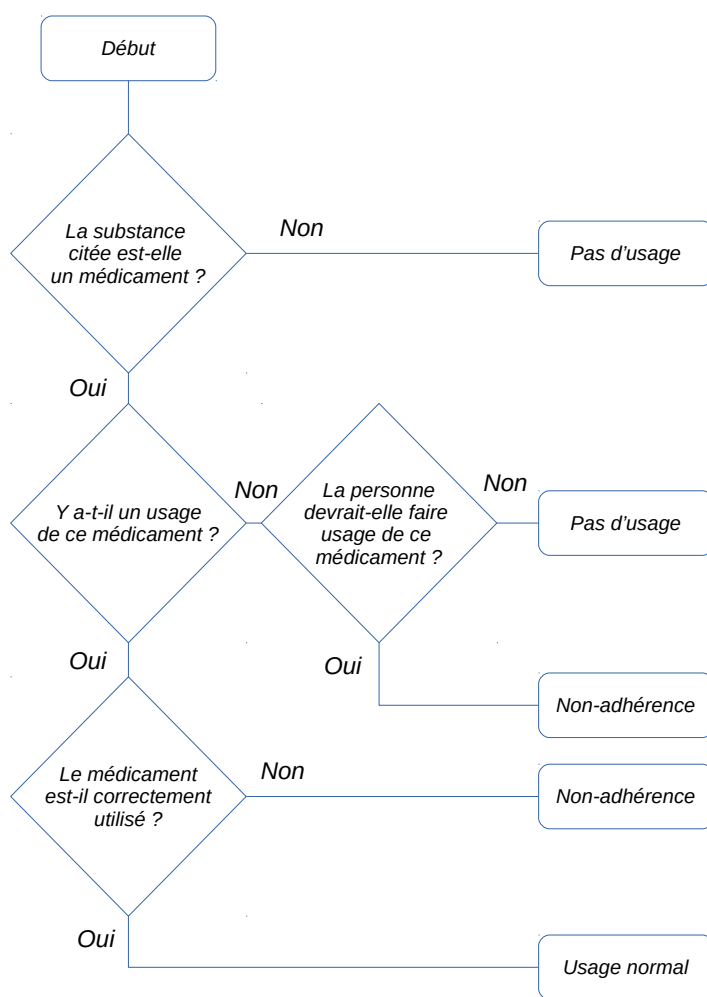 Début
La substance
citée est-elle
un médicament ?
Non
Pas d’usage
Oui
Y a-t-il un usage
de ce médicament ?
Non
La personne
devrait-elle faire
usage de ce
médicament ?
Non
Pas d’usage
Oui
Oui
Non-adhérence
Le médicament
est-il correctement
utilisé ?
Non
Non-adhérence
Oui
Usage normal